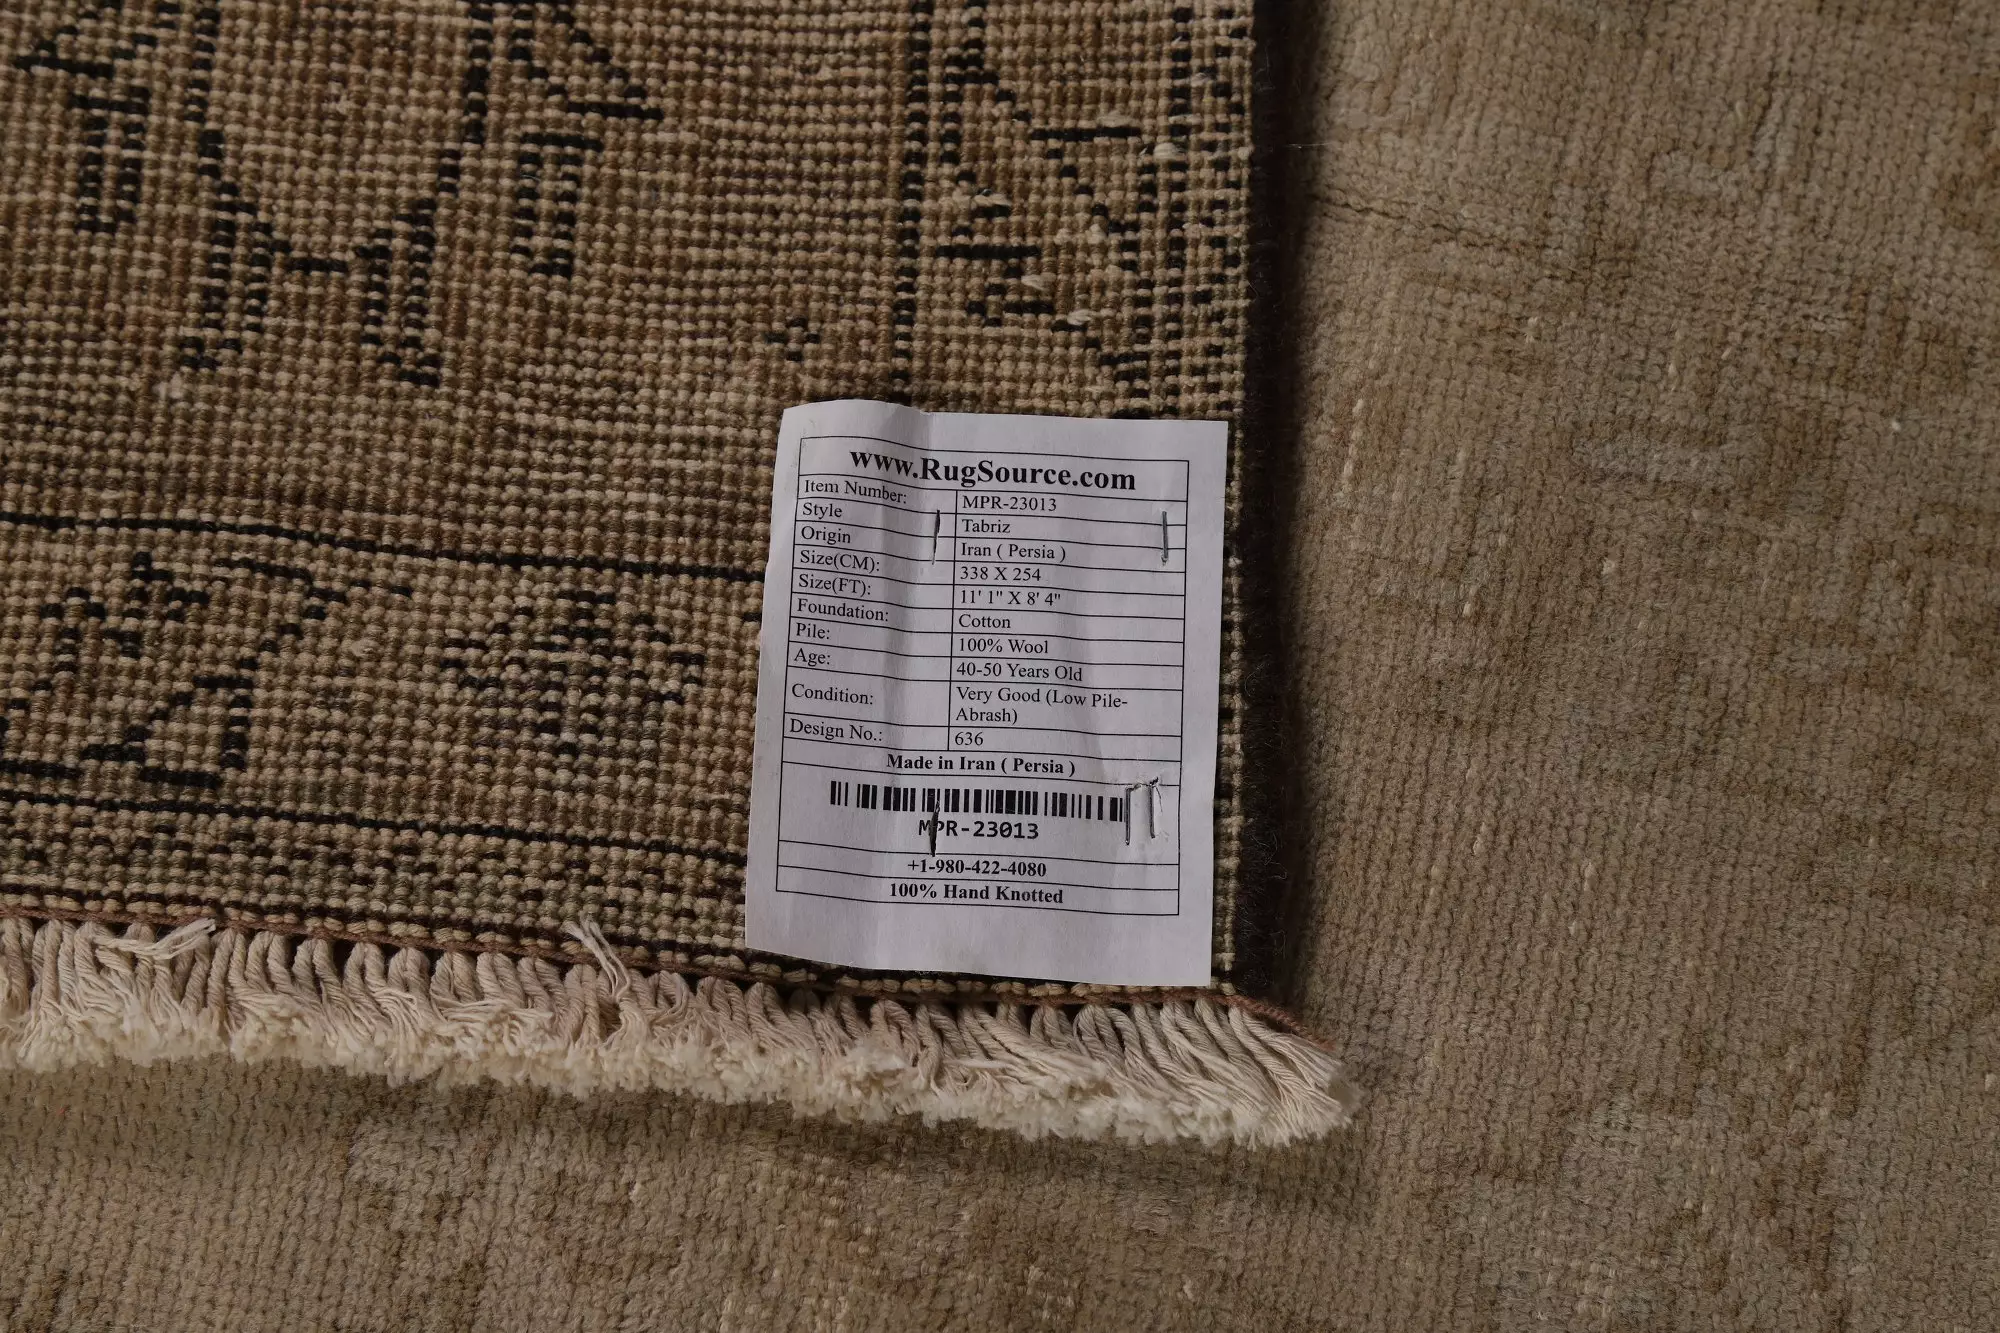 www.RugSource.com
Item Number: MPR-23013
Style Tabriz
Origin Iran ( Persia )
Size(CM): 338 X 254
Size(FT): 11' 1" X 8' 4"
Foundation: Cotton
Pile: 100% Wool
Age: 40-50 Years Old
Condition: Very Good (Low Pile-
Abrash)
Design No.: 636
Made in Iran ( Persia )
MPR-23013
+1-980-422-4080
100% Hand Knotted